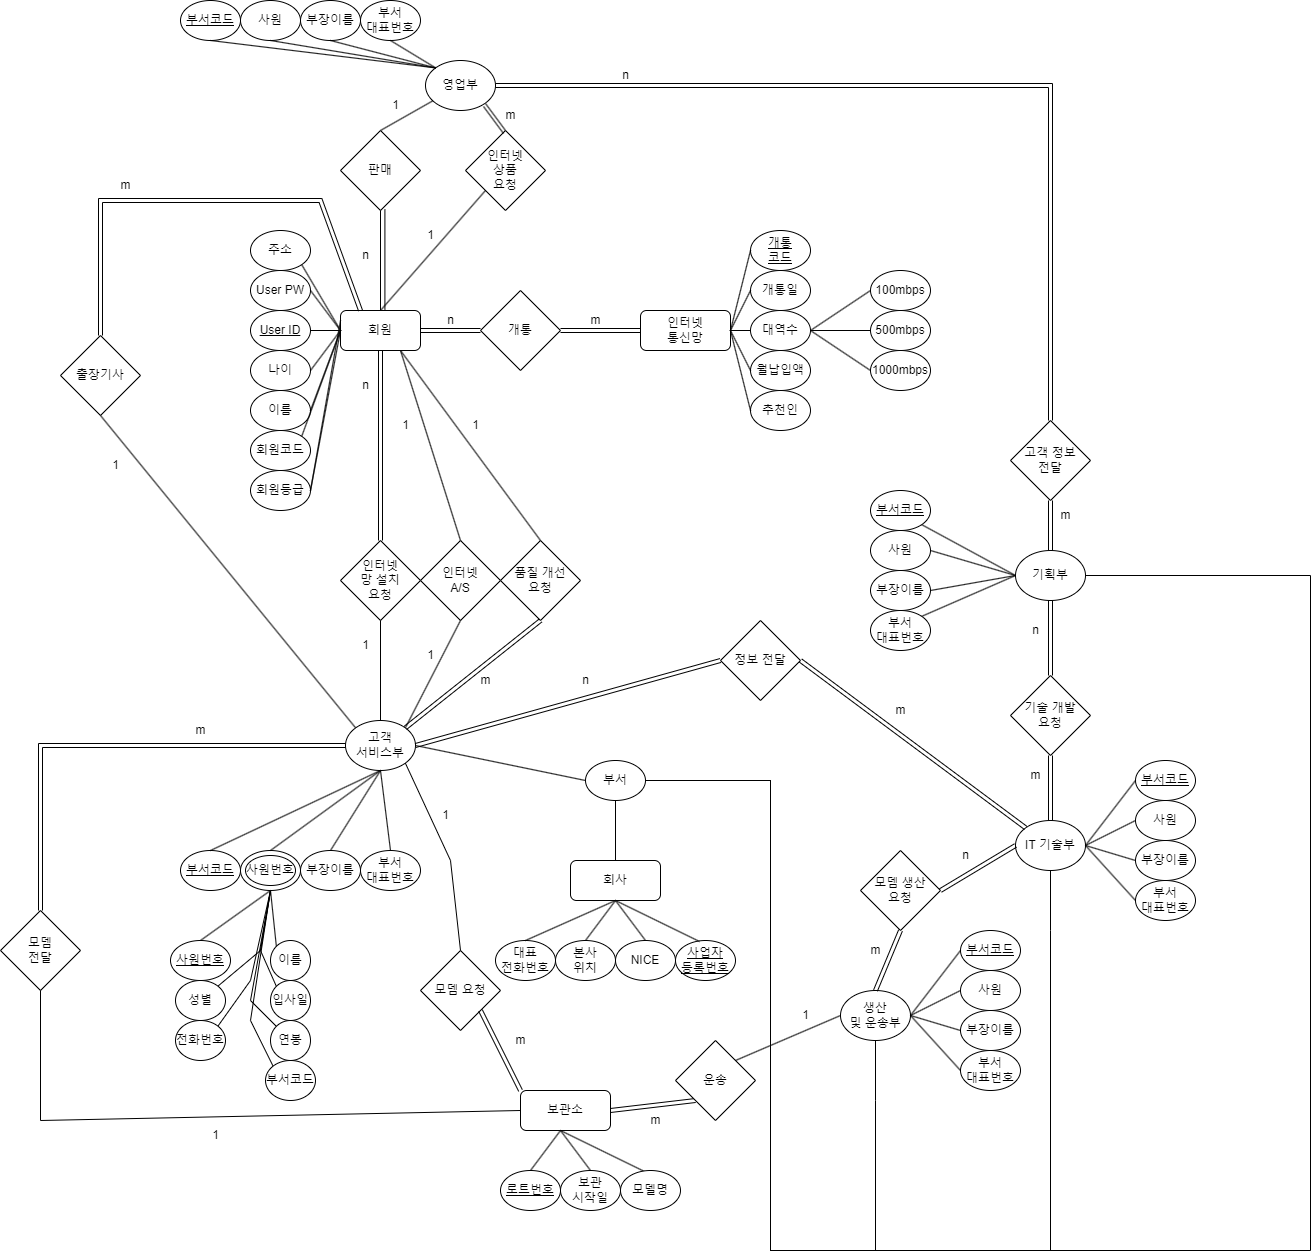 부서코드
사원
부장이름
부서
대표번호
영업부
n
1
m
판매
인터넷
상품
요청
m
1
n
주소
User PW
User ID
나이
이름
회원코드
회원등급
회원
n
개통
m
인터넷
통신망
개통
코드
개통일
대역수
월납입액
추천인
100mbps
500mbps
1000mbps
출장기사
1
n
1
1
고객 정보
전달
m
부서코드
사원
부장이름
부서
대표번호
기획부
인터넷
망 설치
요청
인터넷
A/S
품질 개선
요청
1
1
m
n
정보 전달
m
n
기술 개발
요청
m
m
고객
서비스부
부서
부서코드
사원
부장이름
부서
대표번호
IT 기술부
1
n
부서코드
사원번호
부장이름
부서
대표번호
회사
모뎀 생산
요청
m
모뎀
전달
사원번호
성별
전화번호
이름
입사일
연봉
부서코드
모뎀 요청
대표
전화번호
본사
위치
NICE
사업자
등록번호
부서코드
사원
부장이름
부서
대표번호
생산
및 운송부
1
m
운송
보관소
m
1
로트번호
보관
시작일
모델명